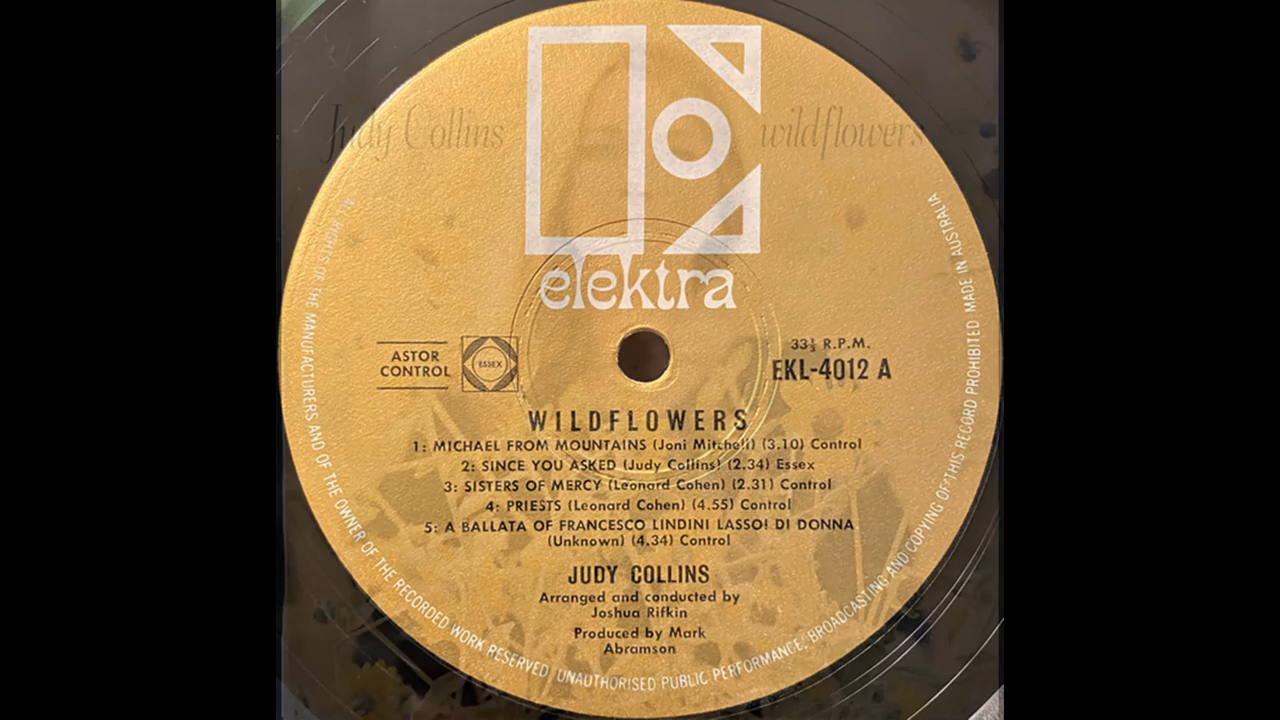 Judy Collins
wildflowers
elektra
ASTOR
CONTROL
ESSEX
33⅓ R.P.M.
EKL-4012 A
WILDFLOWERS
1: MICHAEL FROM MOUNTAINS (Joni Mitchell) (3.10) Control
2: SINCE YOU ASKED (Judy Collins) (2.34) Essex
3: SISTERS OF MERCY (Leonard Cohen) (2.31) Control
4: PRIESTS (Leonard Cohen) (4.55) Control
5: A BALLATA OF FRANCESCO LINDINI LASSO! DI DONNA
(Unknown) (4.34) Control
JUDY COLLINS
Arranged and conducted by
Joshua Rifkin
Produced by Mark
Abramson
ALL RIGHTS OF THE MANUFACTURERS AND OF THE OWNER OF THE RECORDED WORK RESERVED. UNAUTHORISED PUBLIC PERFORMANCE, BROADCASTING AND COPYING OF THIS RECORD PROHIBITED MADE IN AUSTRALIA